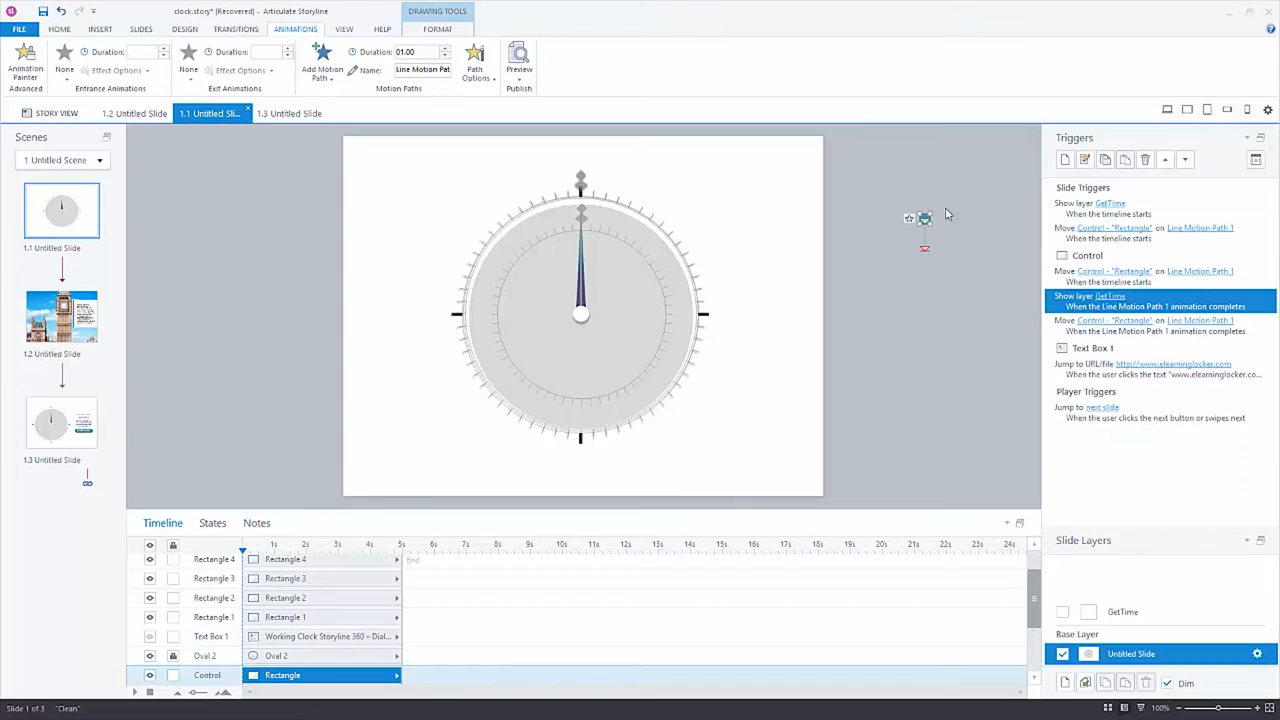 clock.story* [Recovered] - Articulate Storyline
DRAWING TOOLS
FILE HOME INSERT SLIDES DESIGN TRANSITIONS ANIMATIONS VIEW HELP FORMAT
Animation Painter
Advanced
None
Duration:
Effect Options
Entrance Animations
None
Duration:
Effect Options
Exit Animations
Add Motion Path
Duration: 01.00
Name: Line Motion Pat
Path Options
Motion Paths
Preview
Publish
STORY VIEW 1.2 Untitled Slide 1.1 Untitled Sli... 1.3 Untitled Slide
Scenes
1 Untitled Scene
1.1 Untitled Slide
1.2 Untitled Slide
1.3 Untitled Slide
Triggers
Slide Triggers
Show layer GetTime
When the timeline starts
Move Control - "Rectangle" on Line Motion Path 1
When the timeline starts
Control
Move Control - "Rectangle" on Line Motion Path 1
When the timeline starts
Show layer GetTime
When the Line Motion Path 1 animation completes
Move Control - "Rectangle" on Line Motion Path 1
When the Line Motion Path 1 animation completes
Text Box 1
Jump to URL/file http://www.elearninglocker.com
When the user clicks the text "www.elearninglocker.co...
Player Triggers
Jump to next slide
When the user clicks the next button or swipes next
Timeline States Notes
1s 2s 3s 4s 5s 6s 7s 8s 9s 10s 11s 12s 13s 14s 15s 16s 17s 18s 19s 20s 21s 22s 23s 24s
Rectangle 4 Rectangle 4 End
Rectangle 3 Rectangle 3
Rectangle 2 Rectangle 2
Rectangle 1 Rectangle 1
Text Box 1 Working Clock Storyline 360 – Dial...
Oval 2 Oval 2
Control Rectangle
Slide Layers
GetTime
Base Layer
Untitled Slide
Dim
Slide 1 of 3 "Clean"
100%